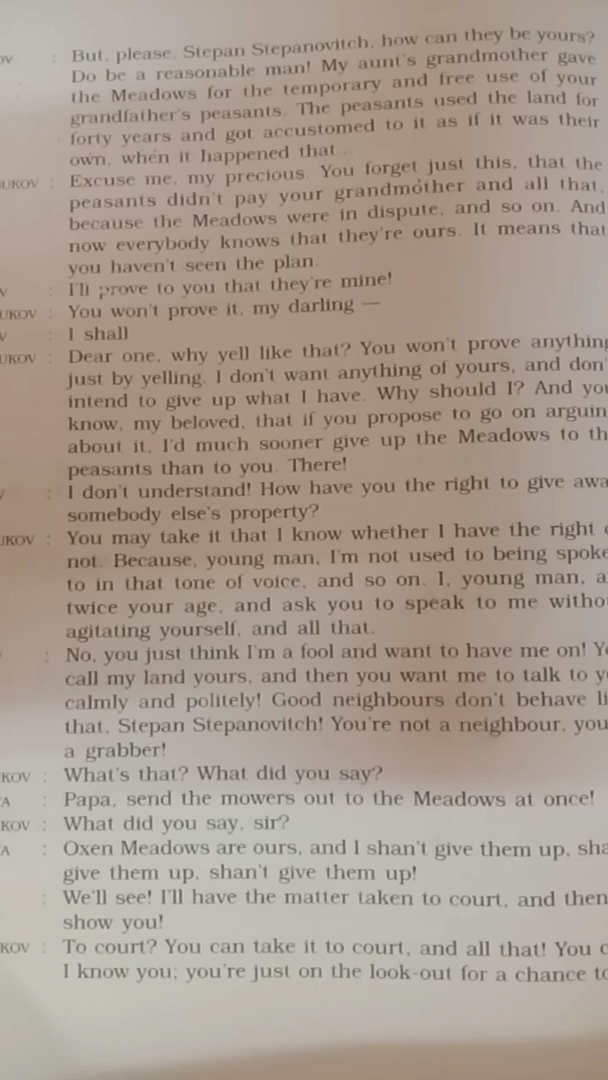 OV : But, please, Stepan Stepanovitch, how can they be yours?
Do be a reasonable man! My aunt's grandmother gave
the Meadows for the temporary and free use of your
grandfather's peasants. The peasants used the land for
forty years and got accustomed to it as if it was their
own, when it happened that...
UKOV : Excuse me, my precious. You forget just this, that the
peasants didn't pay your grandmother and all that,
because the Meadows were in dispute, and so on. And
now everybody knows that they're ours. It means that
you haven't seen the plan.
V : I'll prove to you that they're mine!
UKOV : You won't prove it, my darling —
V : I shall
UKOV : Dear one, why yell like that? You won't prove anything
just by yelling. I don't want anything of yours, and don'
intend to give up what I have. Why should I? And you
know, my beloved, that if you propose to go on arguin
about it, I'd much sooner give up the Meadows to th
peasants than to you. There!
: I don't understand! How have you the right to give awa
somebody else's property?
UKOV : You may take it that I know whether I have the right
not. Because, young man, I'm not used to being spoke
to in that tone of voice, and so on. I, young man, a
twice your age, and ask you to speak to me withou
agitating yourself, and all that.
: No, you just think I'm a fool and want to have me on! Y
call my land yours, and then you want me to talk to y
calmly and politely! Good neighbours don't behave li
that, Stepan Stepanovitch! You're not a neighbour, you
a grabber!
KOV : What's that? What did you say?
A : Papa, send the mowers out to the Meadows at once!
KOV : What did you say, sir?
A : Oxen Meadows are ours, and I shan't give them up, sha
give them up, shan't give them up!
: We'll see! I'll have the matter taken to court, and then
show you!
KOV : To court? You can take it to court, and all that! You c
I know you; you're just on the look-out for a chance to